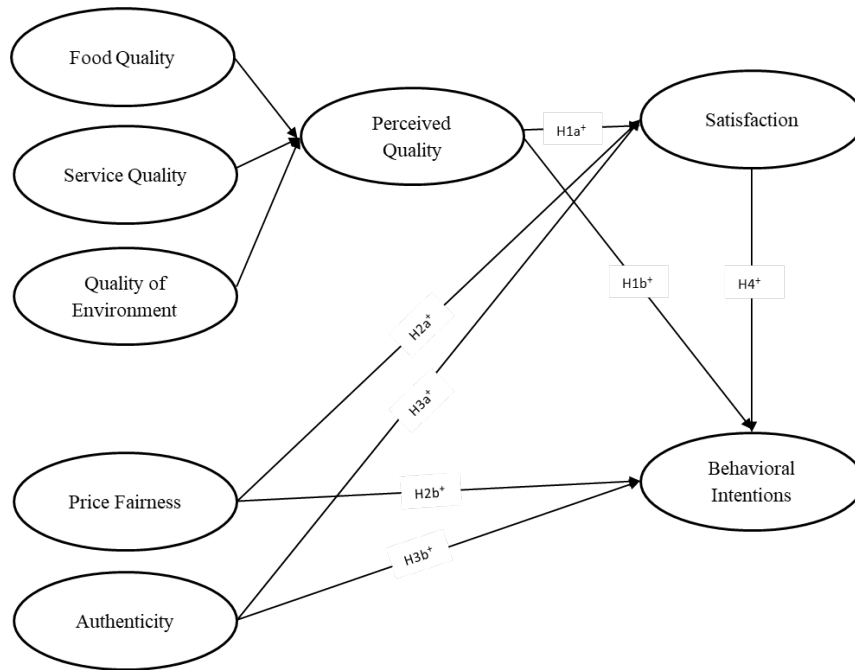 Food Quality
Service Quality
Quality of
Environment
Perceived
Quality
H1a⁺
Satisfaction
H1b⁺
H4⁺
H2a⁺
H3a⁺
Price Fairness
H2b⁺
Behavioral
Intentions
H3b⁺
Authenticity